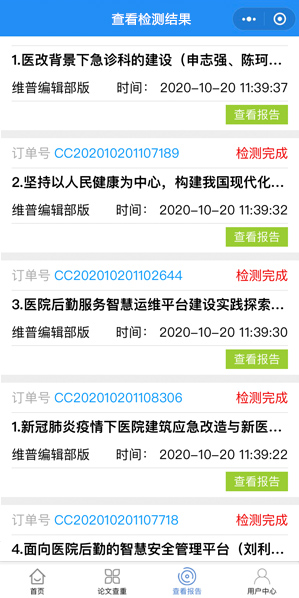 查看检测结果
1.医改背景下急诊科的建设（申志强、陈珂...
维普编辑部版 时间： 2020-10-20 11:39:37
查看报告
订单号 CC202010201107189 检测完成
2.坚持以人民健康为中心，构建我国现代化...
维普编辑部版 时间： 2020-10-20 11:39:32
查看报告
订单号 CC202010201102644 检测完成
3.医院后勤服务智慧运维平台建设实践探索...
维普编辑部版 时间： 2020-10-20 11:39:30
查看报告
订单号 CC202010201108306 检测完成
1.新冠肺炎疫情下医院建筑应急改造与新医...
维普编辑部版 时间： 2020-10-20 11:39:22
查看报告
订单号 CC202010201107718 检测完成
4.面向医院后勤的智慧安全管理平台（刘利...
首页 论文查重 查看报告 用户中心